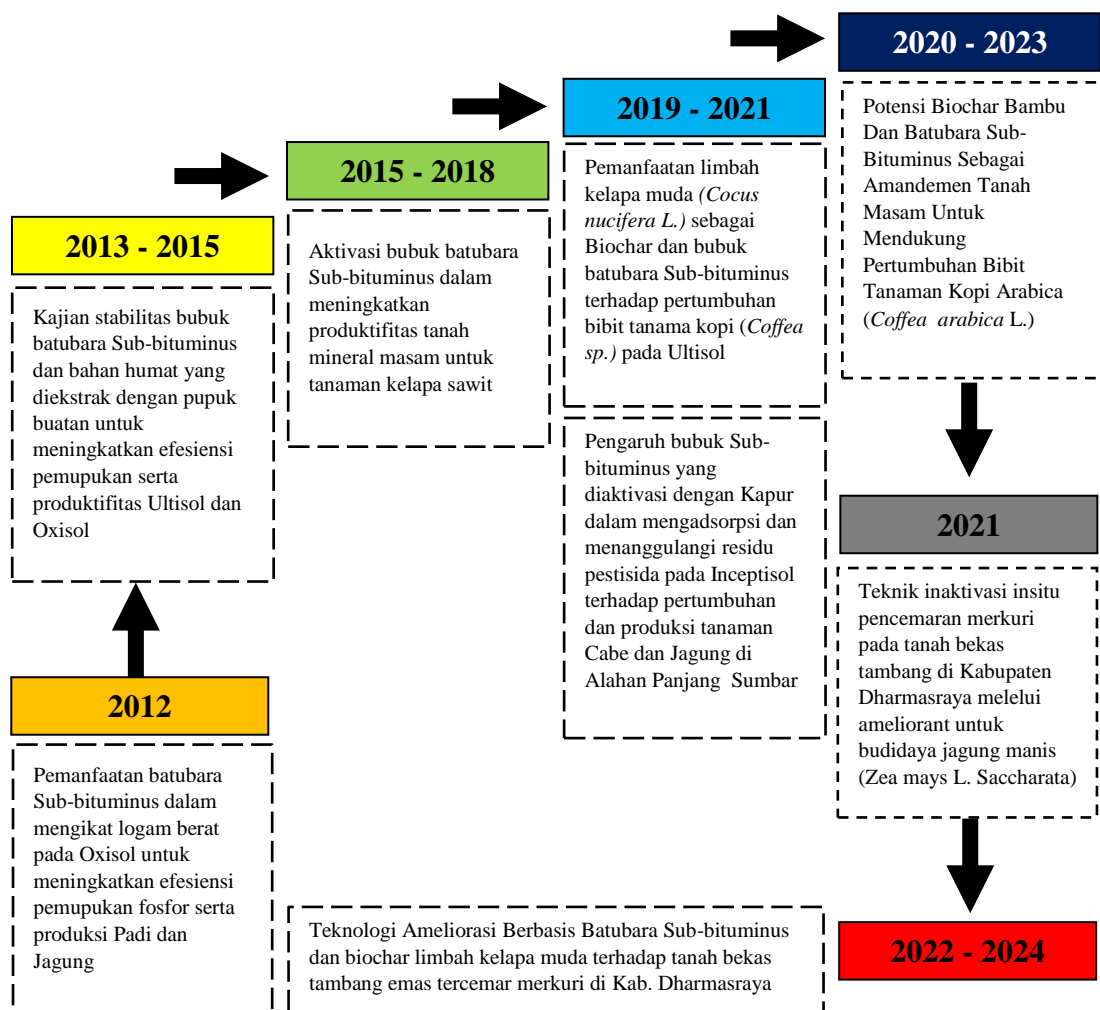 2020 - 2023
Potensi Biochar Bambu
Dan Batubara Sub-
Bituminus Sebagai
Amandemen Tanah
Masam Untuk
Mendukung
Pertumbuhan Bibit
Tanaman Kopi Arabica
(Coffea arabica L.)
2019 - 2021
Pemanfaatan limbah
kelapa muda (Cocus
nucifera L.) sebagai
Biochar dan bubuk
batubara Sub-bituminus
terhadap pertumbuhan
bibit tanama kopi (Coffea
sp.) pada Ultisol
Pengaruh bubuk Sub-
bituminus yang
diaktivasi dengan Kapur
dalam mengadsorpsi dan
menanggulangi residu
pestisida pada Inceptisol
terhadap pertumbuhan
dan produksi tanaman
Cabe dan Jagung di
Alahan Panjang Sumbar
2015 - 2018
Aktivasi bubuk batubara
Sub-bituminus dalam
meningkatkan
produktifitas tanah
mineral masam untuk
tanaman kelapa sawit
2013 - 2015
Kajian stabilitas bubuk
batubara Sub-bituminus
dan bahan humat yang
diekstrak dengan pupuk
buatan untuk
meningkatkan efesiensi
pemupukan serta
produktifitas Ultisol dan
Oxisol
2021
Teknik inaktivasi insitu
pencemaran merkuri
pada tanah bekas
tambang di Kabupaten
Dharmasraya melelui
ameliorant untuk
budidaya jagung manis
(Zea mays L. Saccharata)
2012
Pemanfaatan batubara
Sub-bituminus dalam
mengikat logam berat
pada Oxisol untuk
meningkatkan efesiensi
pemupukan fosfor serta
produksi Padi dan
Jagung
Teknologi Ameliorasi Berbasis Batubara Sub-bituminus
dan biochar limbah kelapa muda terhadap tanah bekas
tambang emas tercemar merkuri di Kab. Dharmasraya
2022 - 2024